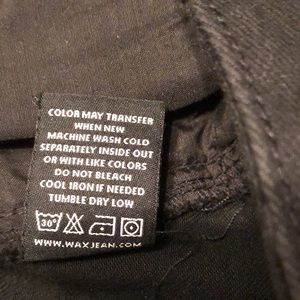 COLOR MAY TRANSFER
WHEN NEW
MACHINE WASH COLD
SEPARATELY INSIDE OUT
OR WITH LIKE COLORS
DO NOT BLEACH
COOL IRON IF NEEDED
TUMBLE DRY LOW
30°
WWW.WAXJEAN.COM